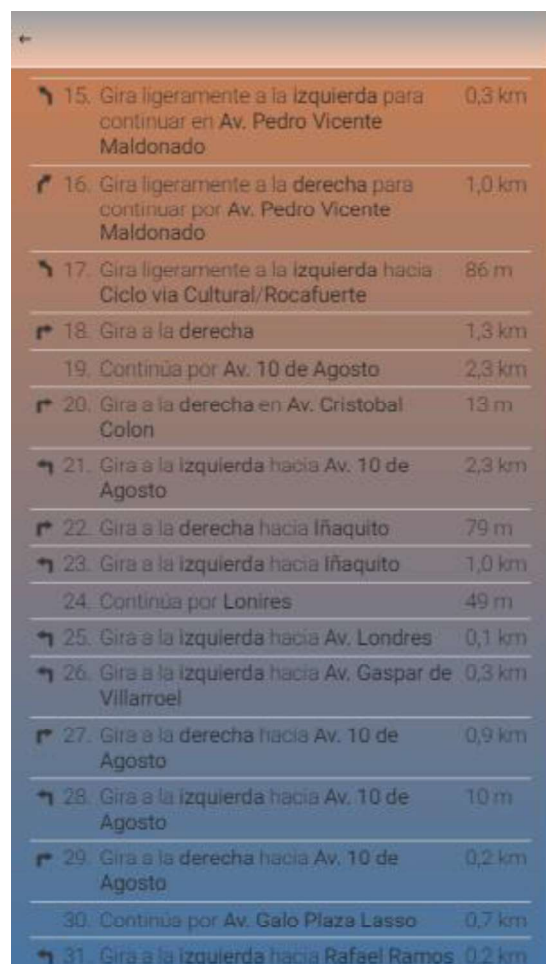 15. Gira ligeramente a la izquierda para 0,3 km
continuar en Av. Pedro Vicente
Maldonado
16. Gira ligeramente a la derecha para 1,0 km
continuar por Av. Pedro Vicente
Maldonado
17. Gira ligeramente a la izquierda hacia 86 m
Ciclo via Cultural/Rocafuerte
18. Gira a la derecha 1,3 km
19. Continúa por Av. 10 de Agosto 2,3 km
20. Gira a la derecha en Av. Cristobal 13 m
Colon
21. Gira a la izquierda hacia Av. 10 de 2,3 km
Agosto
22. Gira a la derecha hacia Iñaquito 79 m
23. Gira a la izquierda hacia Iñaquito 1,0 km
24. Continúa por Lonires 49 m
25. Gira a la izquierda hacia Av. Londres 0,1 km
26. Gira a la izquierda hacia Av. Gaspar de 0,3 km
Villarroel
27. Gira a la derecha hacia Av. 10 de 0,9 km
Agosto
28. Gira a la izquierda hacia Av. 10 de 10 m
Agosto
29. Gira a la derecha hacia Av. 10 de 0,2 km
Agosto
30. Continúa por Av. Galo Plaza Lasso 0,7 km
31. Gira a la izquierda hacia Rafael Ramos 0,2 km